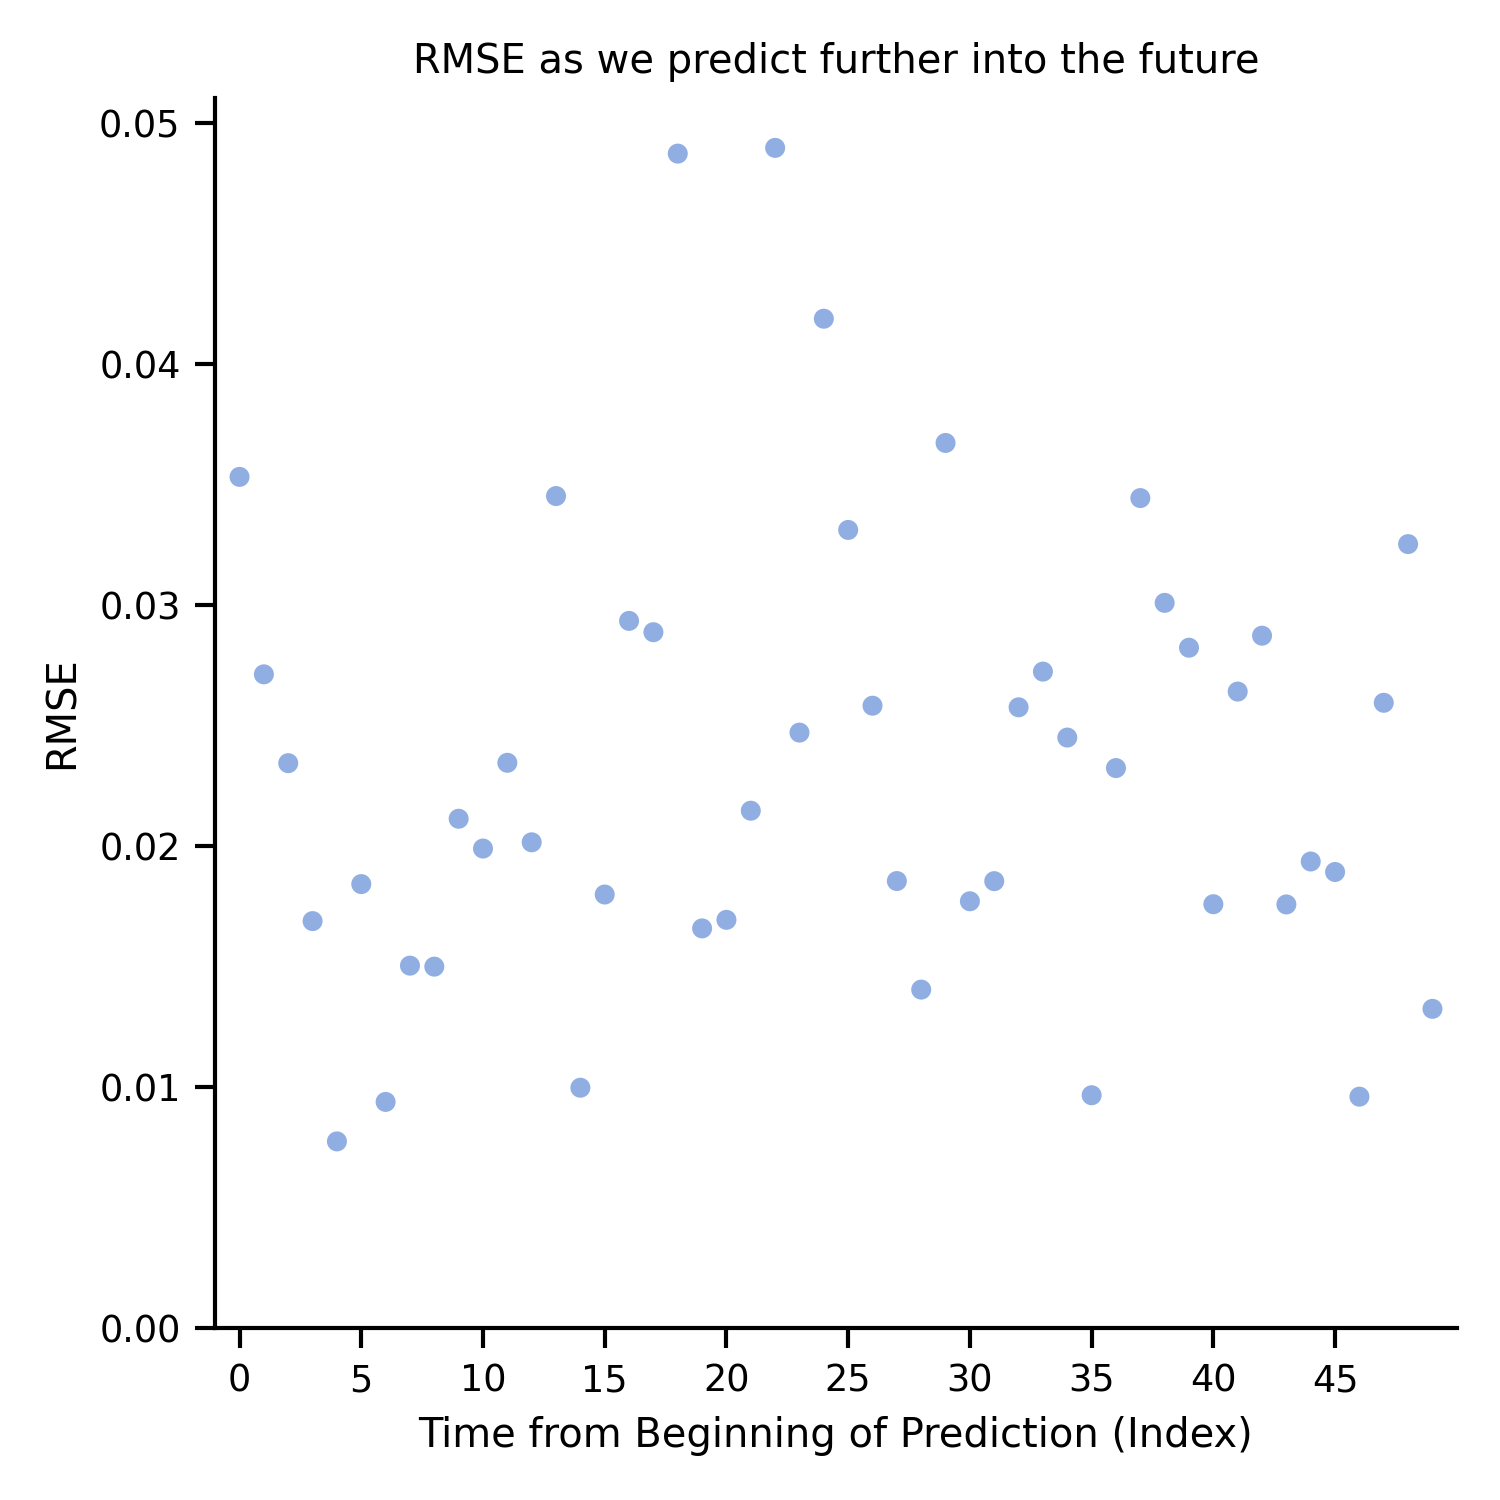 RMSE as we predict further into the future
0.05
0.04
0.03
0.02
0.01
0.00
RMSE
0 5 10 15 20 25 30 35 40 45
Time from Beginning of Prediction (Index)